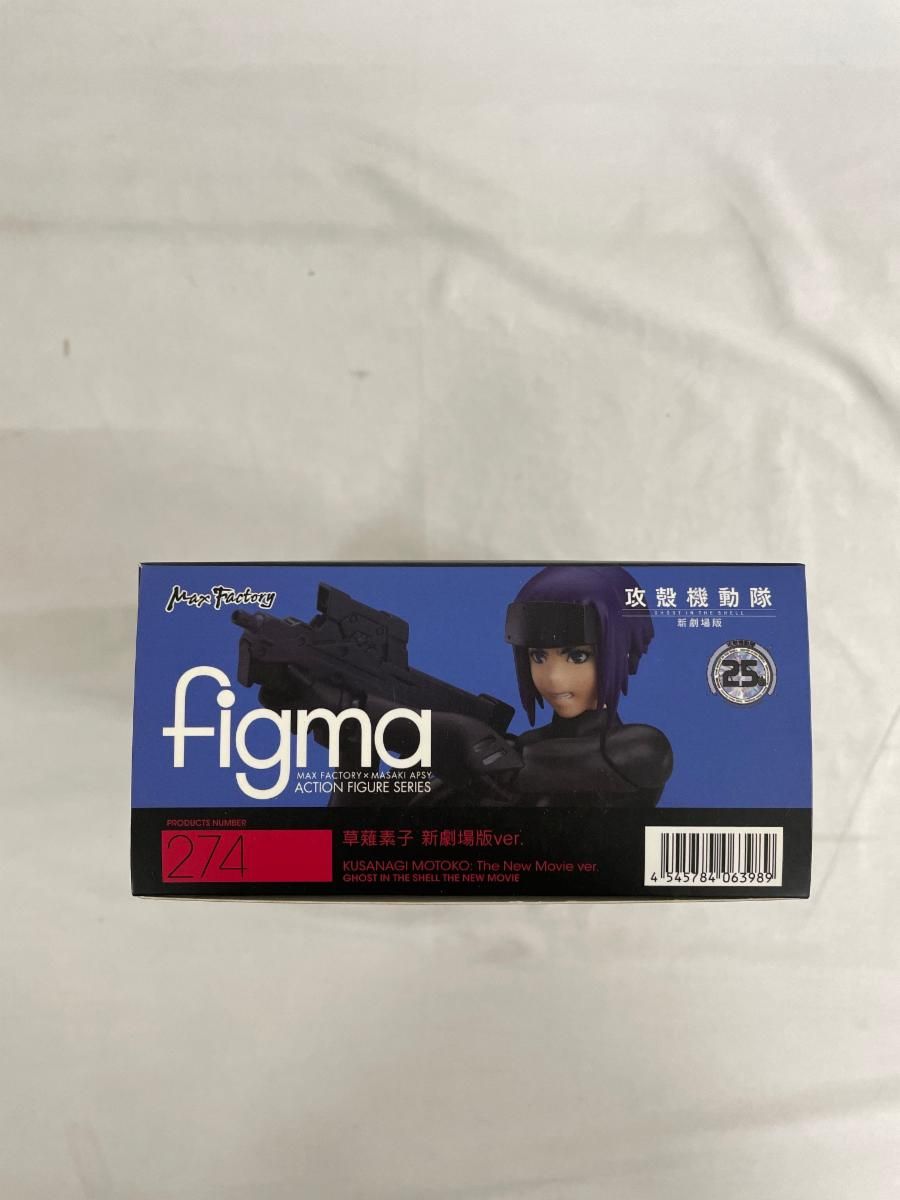 Max Factory
figma
MAX FACTORY×MASAKI APSY
ACTION FIGURE SERIES
攻殻機動隊
GHOST IN THE SHELL
新劇場版
25
PRODUCTS NUMBER
274
草薙素子 新劇場版ver.
KUSANAGI MOTOKO: The New Movie ver.
GHOST IN THE SHELL THE NEW MOVIE
4 545784 063989